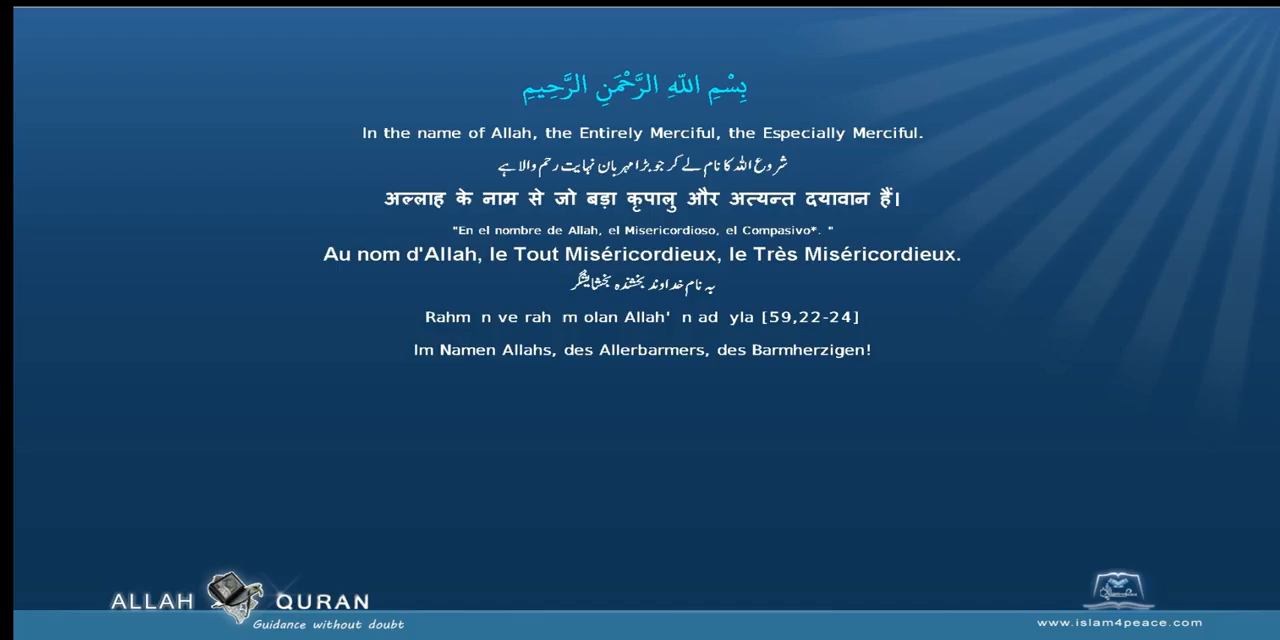 بِسْمِ اللّهِ الرَّحْمَنِ الرَّحِيمِ
In the name of Allah, the Entirely Merciful, the Especially Merciful.
شروع اللہ کا نام لے کر جو بڑا مہربان نہایت رحم والا ہے
अल्लाह के नाम से जो बड़ा कृपालु और अत्यन्त दयावान हैं।
"En el nombre de Allah, el Misericordioso, el Compasivo*. "
Au nom d'Allah, le Tout Miséricordieux, le Très Miséricordieux.
به نام خداوند بخشنده بخشایشگر
Rahm n ve rah m olan Allah' n ad yla [59,22-24]
Im Namen Allahs, des Allerbarmers, des Barmherzigen!
ALLAH QURAN
Guidance without doubt
www.islam4peace.com